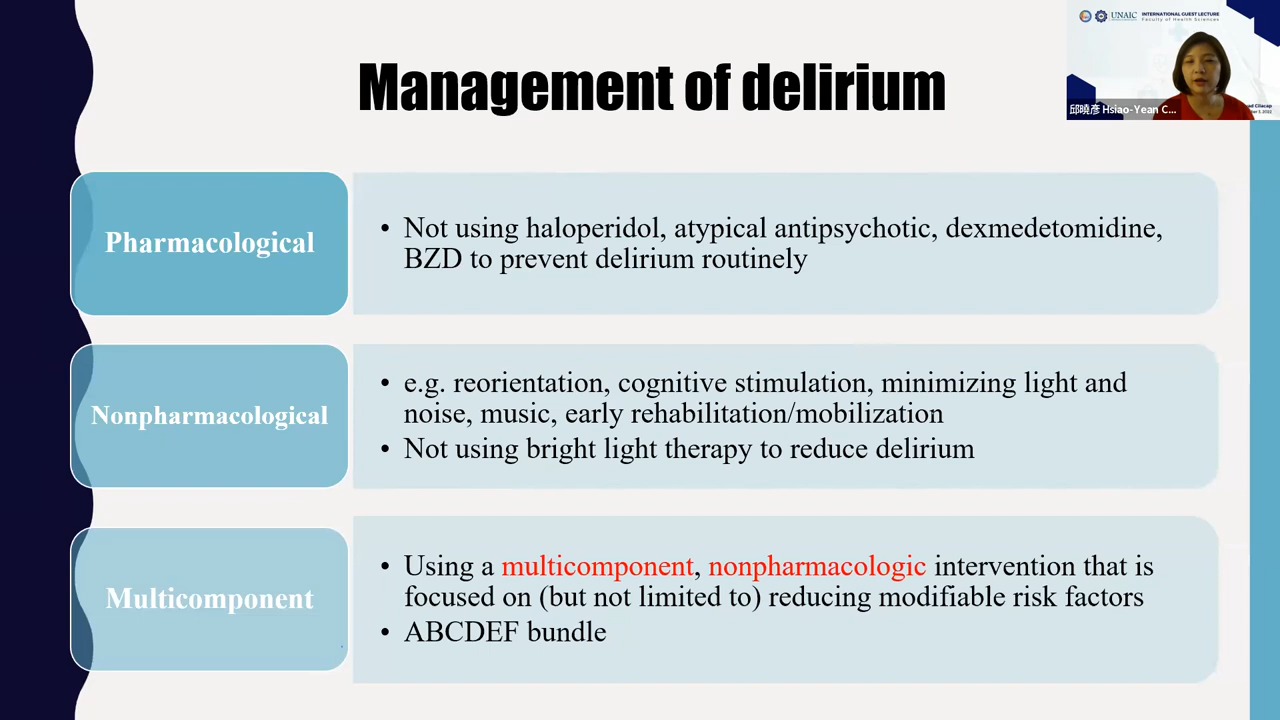 UNAIC
INTERNATIONAL GUEST LECTURE
Faculty of Health Sciences
邱曉彥 Hsiao-Yean C...
Management of delirium
Pharmacological
• Not using haloperidol, atypical antipsychotic, dexmedetomidine,
BZD to prevent delirium routinely
Nonpharmacological
• e.g. reorientation, cognitive stimulation, minimizing light and
noise, music, early rehabilitation/mobilization
• Not using bright light therapy to reduce delirium
Multicomponent
• Using a multicomponent, nonpharmacologic intervention that is
focused on (but not limited to) reducing modifiable risk factors
• ABCDEF bundle